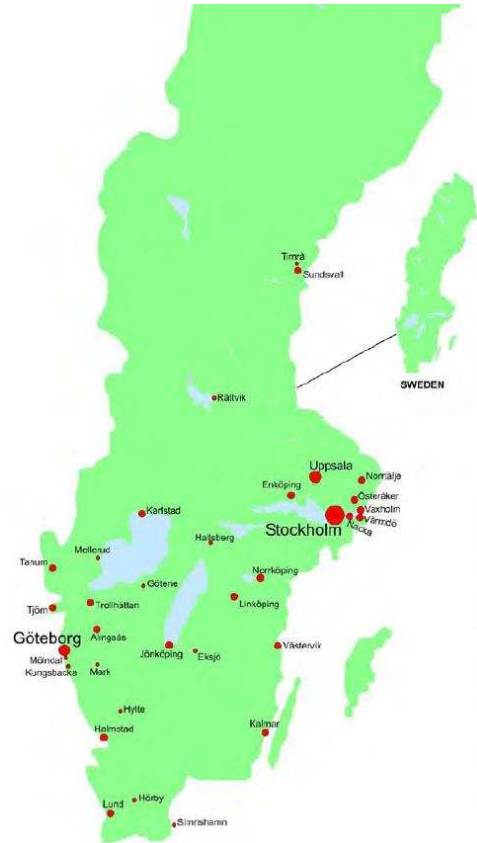 Timrå
Sundsvall
SWEDEN
Rättvik
Uppsala
Norrtälje
Enköping
Österåker
Karlstad
Vaxholm
Stockholm
Värmdö
Nacka
Hallsberg
Mellerud
Tanum
Norrköping
Götene
Linköping
Trollhättan
Tjörn
Alingsås
Göteborg
Jönköping
Eksjö
Västervik
Mölndal
Kungsbacka
Mark
Hylte
Kalmar
Halmstad
Hörby
Lund
Simrishamn